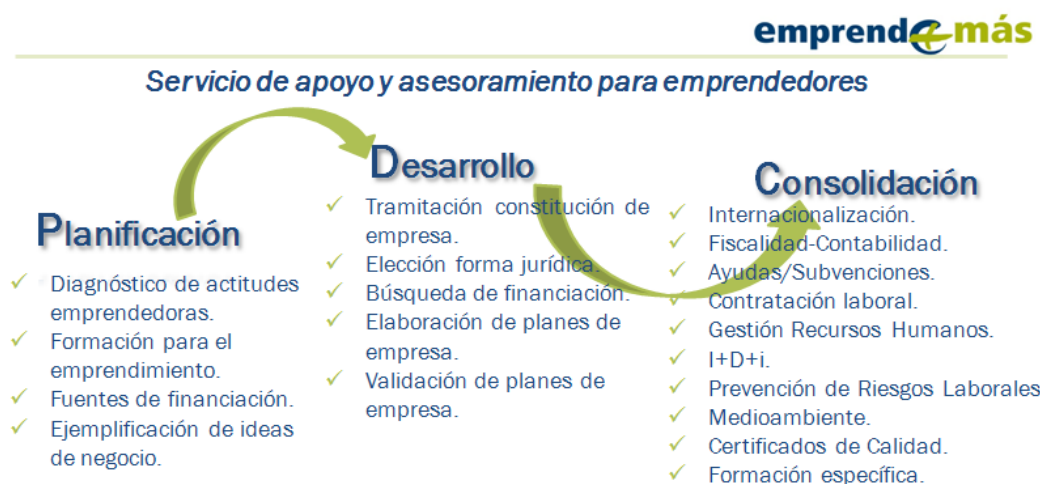 emprende más
Servicio de apoyo y asesoramiento para emprendedores
Planificación
Diagnóstico de actitudes
emprendedoras.
Formación para el
emprendimiento.
Fuentes de financiación.
Ejemplificación de ideas
de negocio.
Desarrollo
Tramitación constitución de
empresa.
Elección forma jurídica.
Búsqueda de financiación.
Elaboración de planes de
empresa.
Validación de planes de
empresa.
Consolidación
Internacionalización.
Fiscalidad-Contabilidad.
Ayudas/Subvenciones.
Contratación laboral.
Gestión Recursos Humanos.
I+D+i.
Prevención de Riesgos Laborales
Medioambiente.
Certificados de Calidad.
Formación específica.